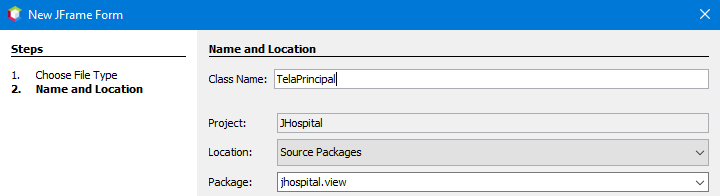 New JFrame Form
Steps
1. Choose File Type
2. Name and Location
Name and Location
Class Name: TelaPrincipal
Project: JHospital
Location: Source Packages
Package: jhospital.view